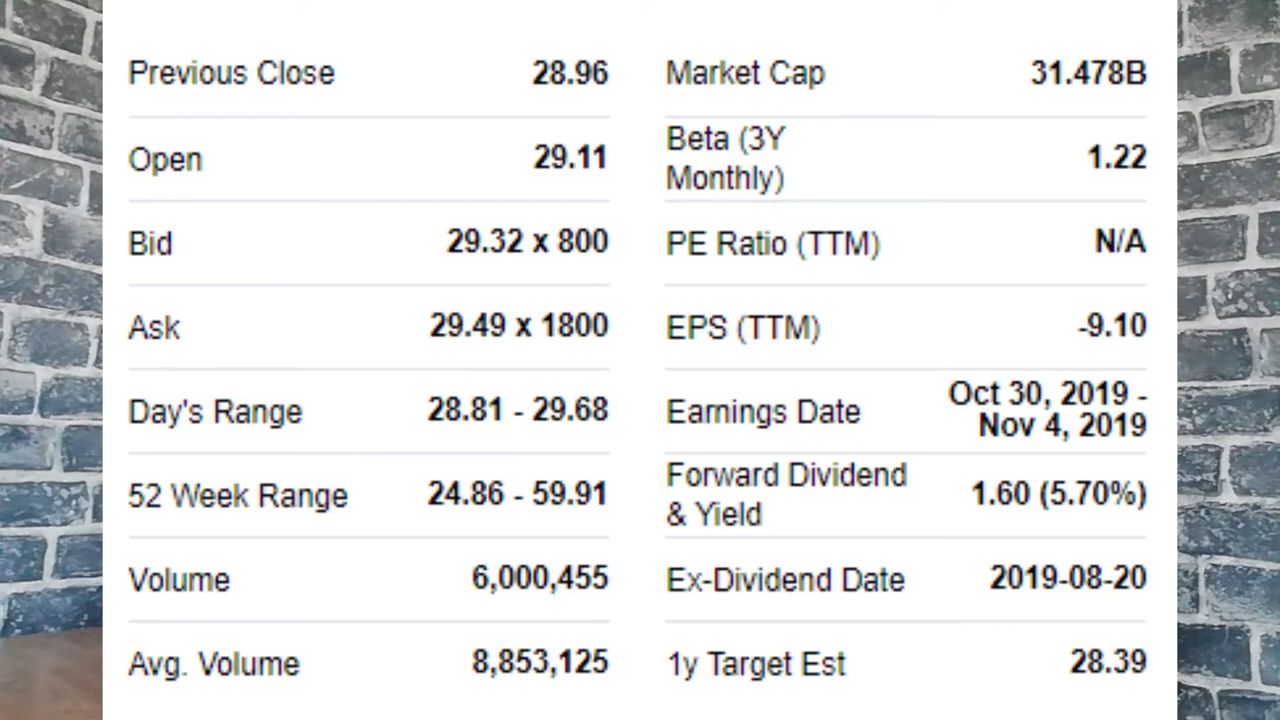 Previous Close 28.96
Open 29.11
Bid 29.32 x 800
Ask 29.49 x 1800
Day's Range 28.81 - 29.68
52 Week Range 24.86 - 59.91
Volume 6,000,455
Avg. Volume 8,853,125
Market Cap 31.478B
Beta (3Y
Monthly) 1.22
PE Ratio (TTM) N/A
EPS (TTM) -9.10
Earnings Date Oct 30, 2019 -
Nov 4, 2019
Forward Dividend
& Yield 1.60 (5.70%)
Ex-Dividend Date 2019-08-20
1y Target Est 28.39